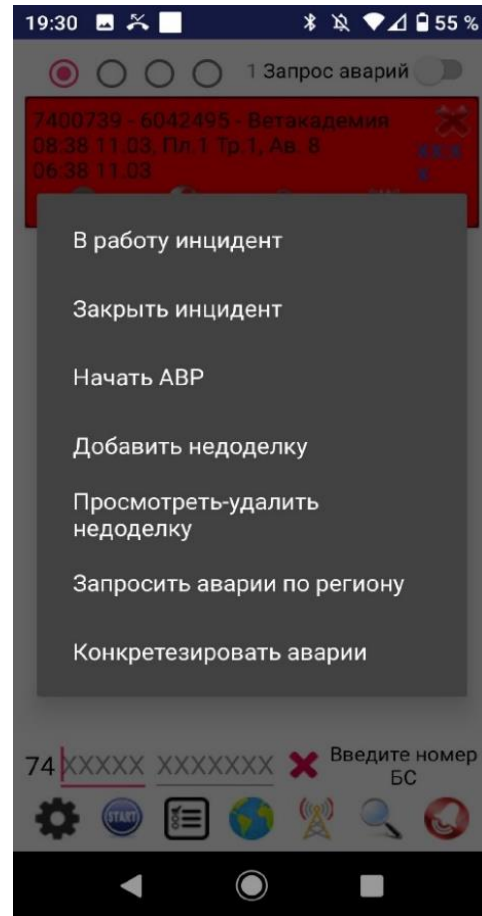 19:30 55 %
1 Запрос аварий
7400739 - 6042495 - Ветакадемия
08:38 11.03, Пл.1 Тр.1, Ав. 8
06:38 11.03
В работу инцидент
Закрыть инцидент
Начать АВР
Добавить недоделку
Просмотреть-удалить
недоделку
Запросить аварии по региону
Конкретезировать аварии
74 XXXXX XXXXXXX Введите номер
БС
START